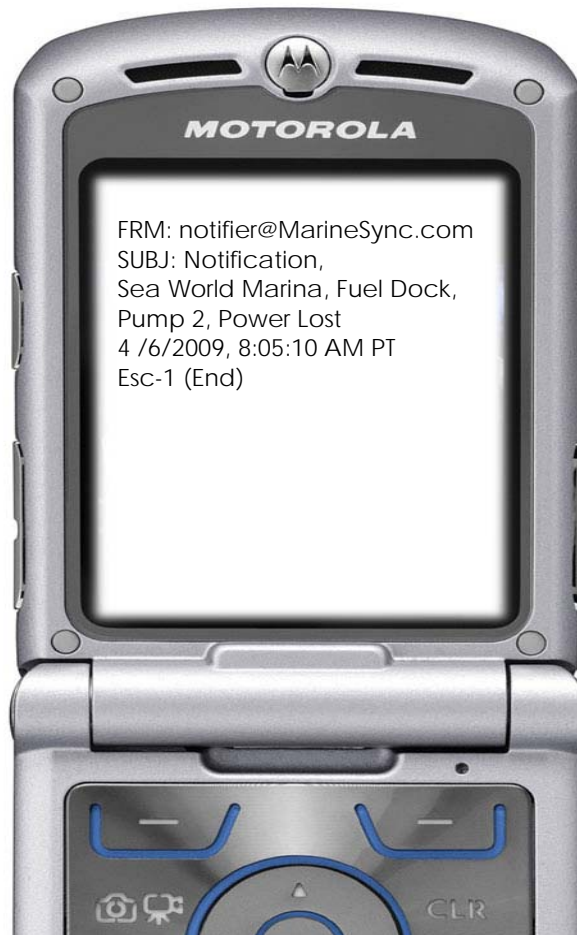 MOTOROLA
FRM: notifier@MarineSync.com
SUBJ: Notification,
Sea World Marina, Fuel Dock,
Pump 2, Power Lost
4 /6/2009, 8:05:10 AM PT
Esc-1 (End)
CLR